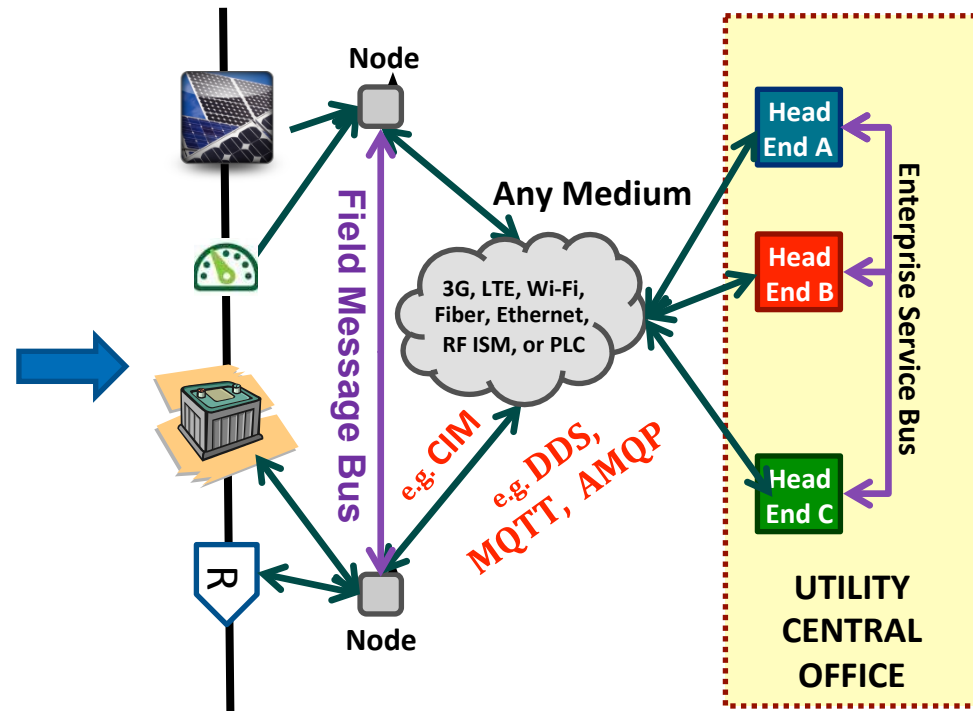 Node
Field Message Bus
Any Medium
3G, LTE, Wi-Fi,
Fiber, Ethernet,
RF ISM, or PLC
e.g. CIM
e.g. DDS,
MQTT, AMQP
R
Node
Head
End A
Head
End B
Head
End C
Enterprise Service Bus
UTILITY
CENTRAL
OFFICE